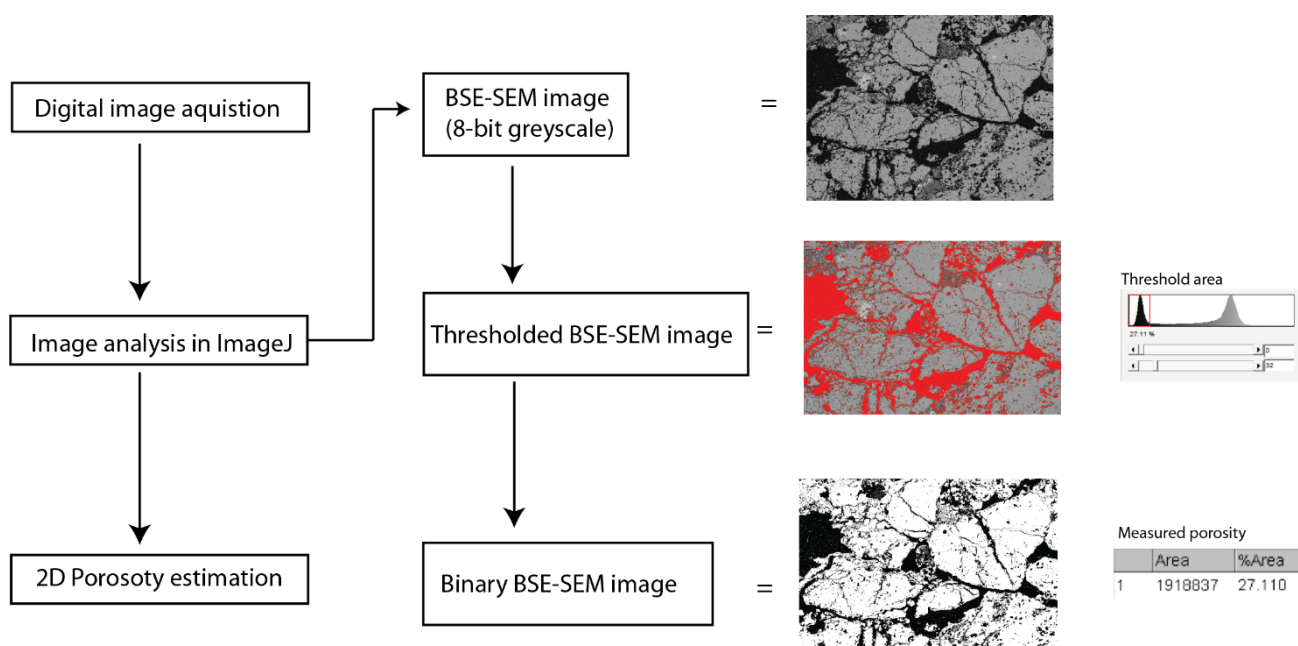 Digital image aquistion
BSE-SEM image
(8-bit greyscale)
=
Image analysis in ImageJ
Thresholded BSE-SEM image
=
Threshold area
27.11 %
0
32
2D Porosoty estimation
Binary BSE-SEM image
=
Measured porosity
Area %Area
1 1918837 27.110